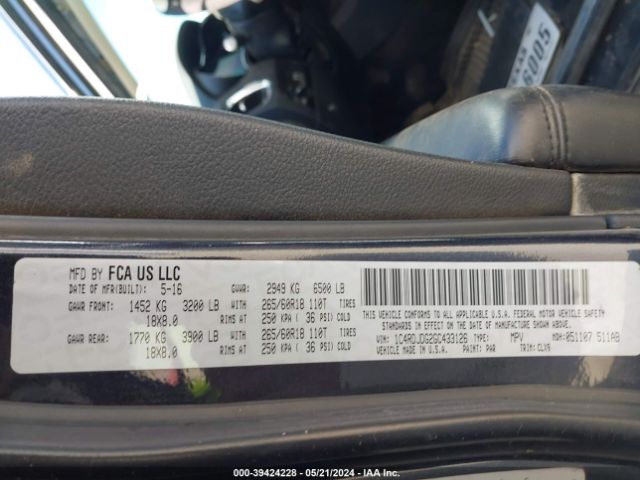 6005
MFD BY FCA US LLC
DATE OF MFR(BUILT): 5-16 GVWR: 2949 KG 6500 LB
GAWR FRONT: 1452 KG 3200 LB WITH 265/60R18 110T TIRES
18X8.0 RIMS AT 250 KPA ( 36 PSI) COLD
GAWR REAR: 1770 KG 3900 LB WITH 265/60R18 110T TIRES
18X8.0 RIMS AT 250 KPA ( 36 PSI) COLD
THIS VEHICLE CONFORMS TO ALL APPLICABLE U.S.A. FEDERAL MOTOR VEHICLE SAFETY
STANDARDS IN EFFECT ON THE DATE OF MANUFACTURE SHOWN ABOVE.
VIN: 1C4RDJDG2GC433126 TYPE: MPV MDH: 051107 511AB
VEHICLE MADE IN U.S.A. PAINT: PAR TRIM: CLX9
000-39424228 - 05/21/2024 - IAA Inc.